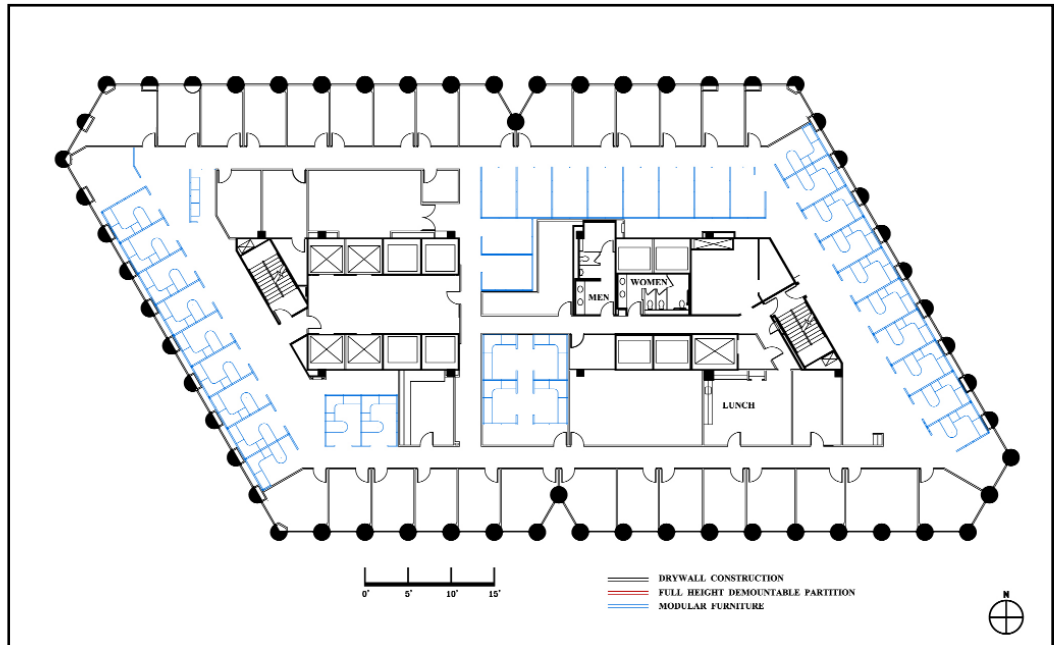 WOMEN
MEN
LUNCH
0' 5' 10' 15'
DRYWALL CONSTRUCTION
FULL HEIGHT DEMOUNTABLE PARTITION
MODULAR FURNITURE
N